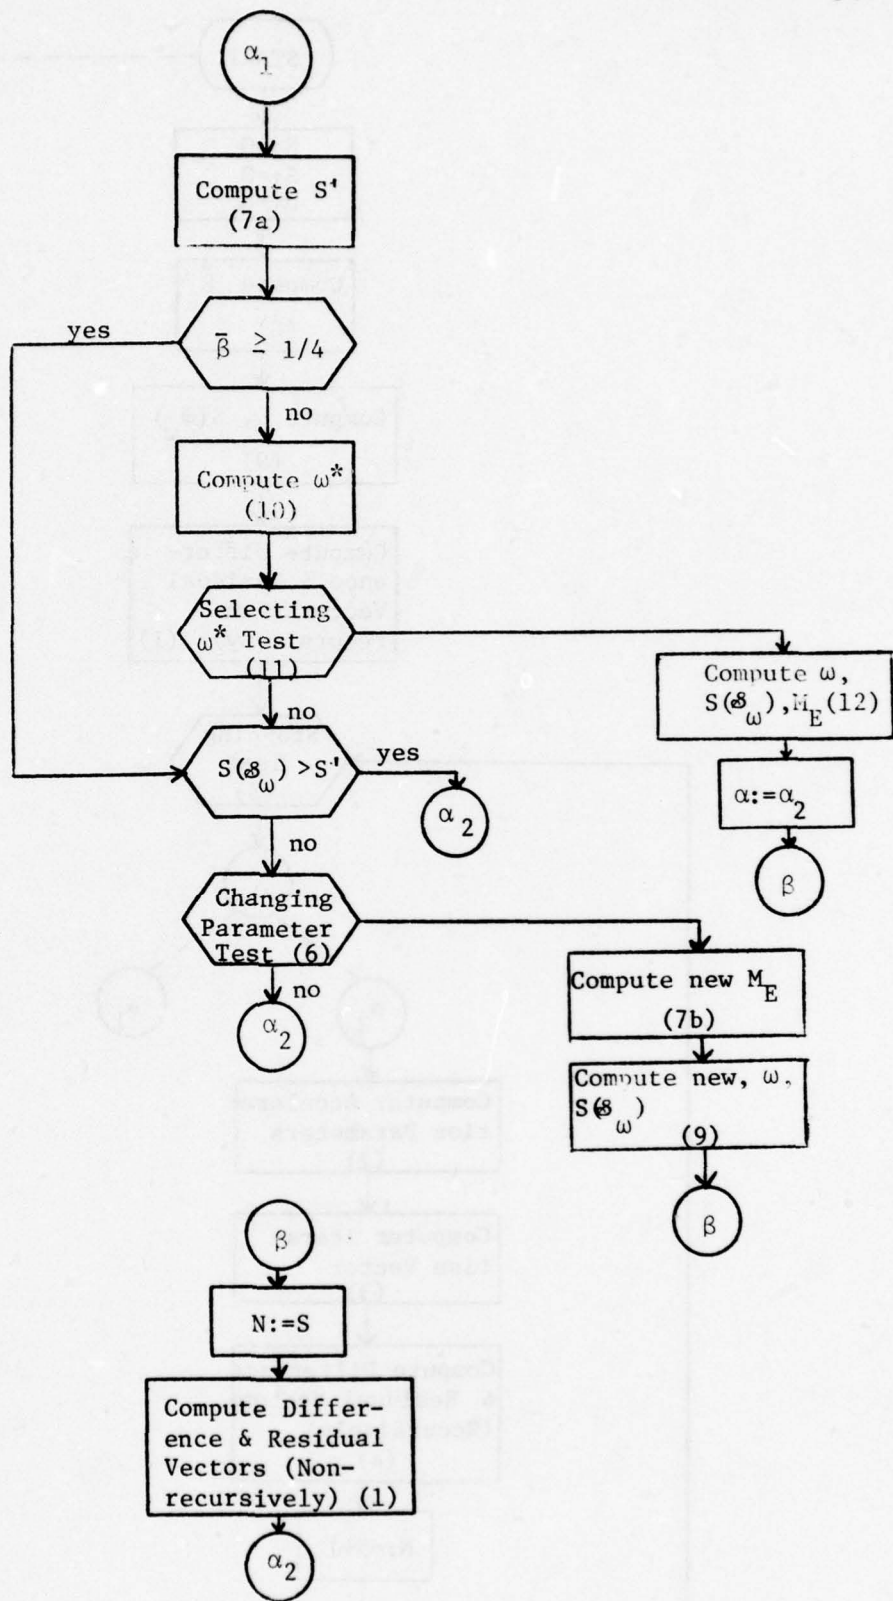 α1
Compute S'
(7a)
β̄ ≥ 1/4
yes
no
Compute ω*
(10)
Selecting
ω* Test
(11)
no
Compute ω,
S(𝓢ω),ME(12)
α:=α2
β
S(𝓢ω) >S'
yes
α2
no
Changing
Parameter
Test (6)
no
α2
Compute new ME
(7b)
Compute new, ω,
S(𝓢ω)
(9)
β
β
N:=S
Compute Differ-
ence & Residual
Vectors (Non-
recursively) (1)
α2